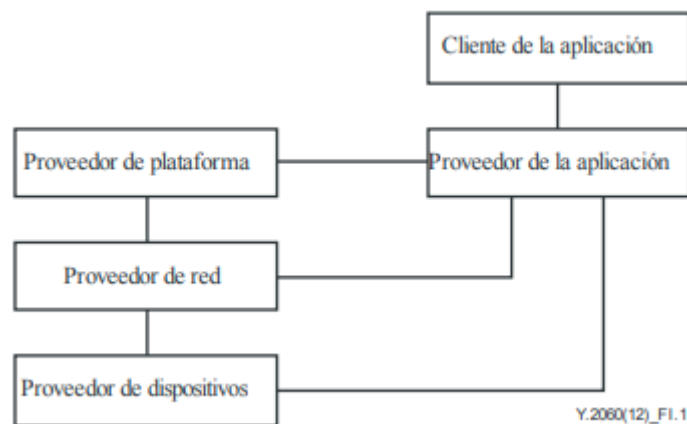 Cliente de la aplicación
Proveedor de plataforma
Proveedor de la aplicación
Proveedor de red
Proveedor de dispositivos
Y.2060(12)_FI.1